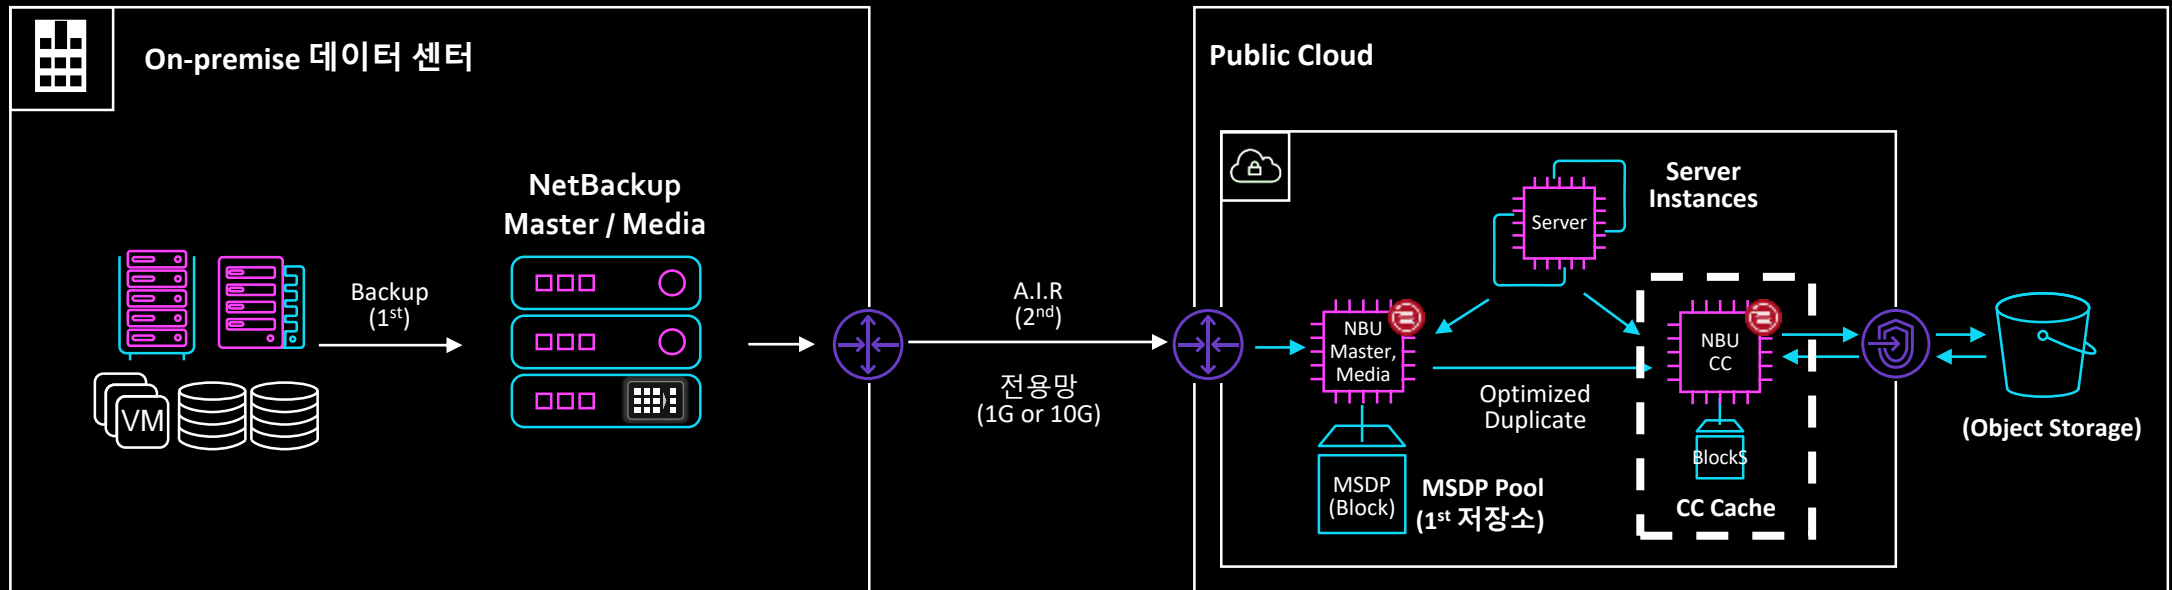 On-premise 데이터 센터
Public Cloud
NetBackup
Master / Media
Backup
(1st)
VM
A.I.R
(2nd)
전용망
(1G or 10G)
Server
Instances
Server
NBU
Master,
Media
NBU
CC
Optimized
Duplicate
BlockS
MSDP
(Block)
MSDP Pool
(1st 저장소)
CC Cache
(Object Storage)